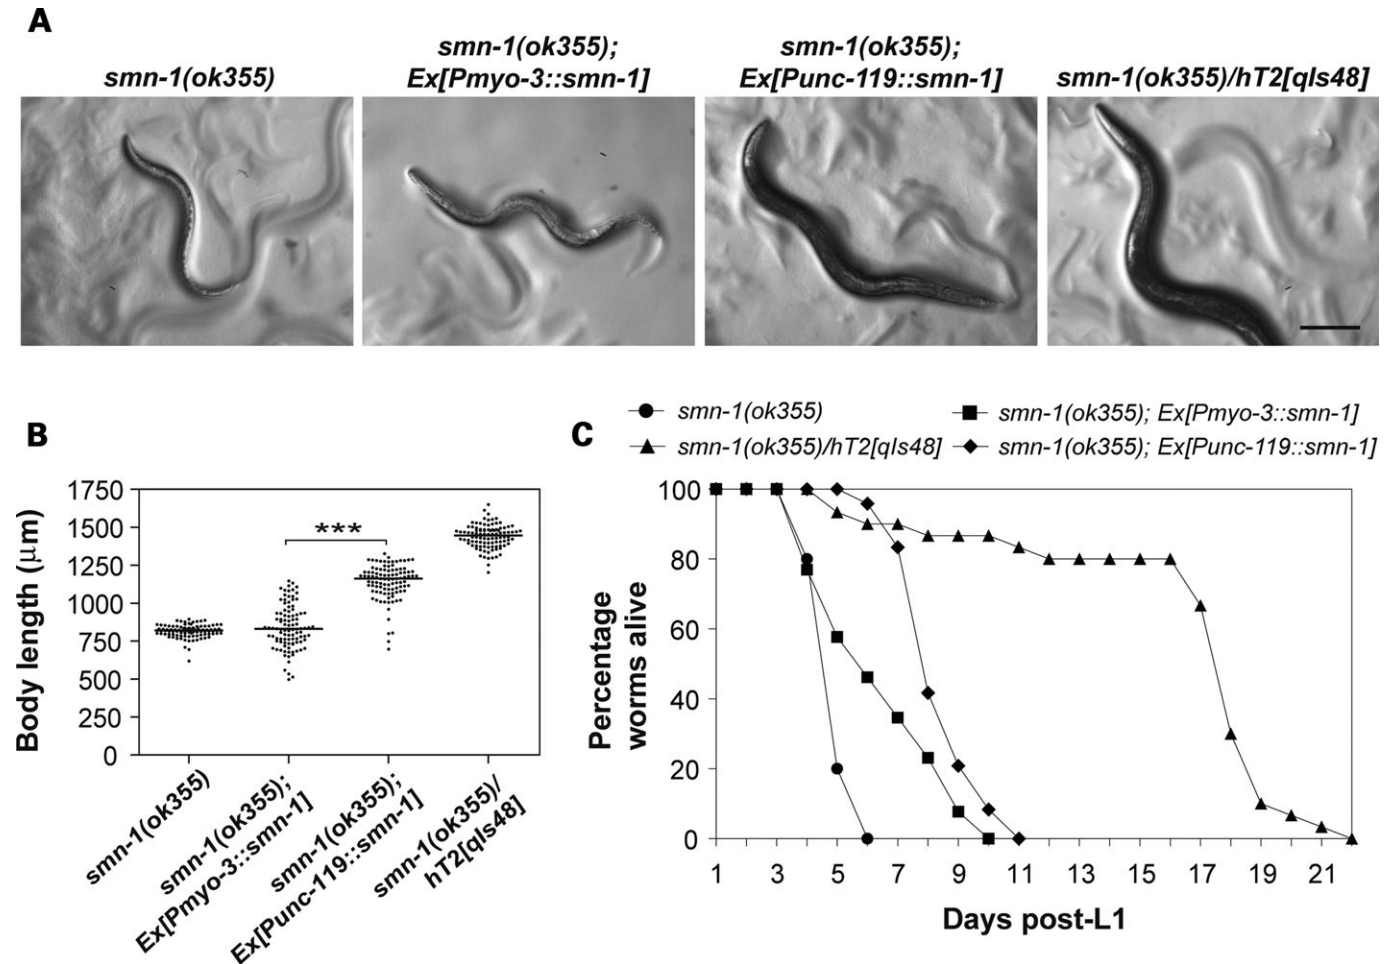 A
smn-1(ok355)
smn-1(ok355);
Ex[Pmyo-3::smn-1]
smn-1(ok355);
Ex[Punc-119::smn-1]
smn-1(ok355)/hT2[qIs48]
B
Body length (μm)
1750
1500
1250
1000
750
500
250
0
***
smn-1(ok355)
smn-1(ok355);
Ex[Pmyo-3::smn-1]
smn-1(ok355);
Ex[Punc-119::smn-1]
smn-1(ok355)/
hT2[qIs48]
C
smn-1(ok355)
smn-1(ok355); Ex[Pmyo-3::smn-1]
smn-1(ok355)/hT2[qIs48]
smn-1(ok355); Ex[Punc-119::smn-1]
Percentage
worms alive
100
80
60
40
20
0
1 3 5 7 9 11 13 15 17 19 21
Days post-L1